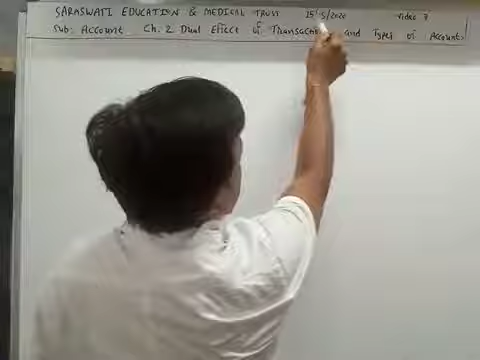 SARASWATI EDUCATION & MEDICAL TRUST 15/5/2020 Video 3
Sub: Account. Ch. 2 Dual Effect of Transaction and Types of Account.